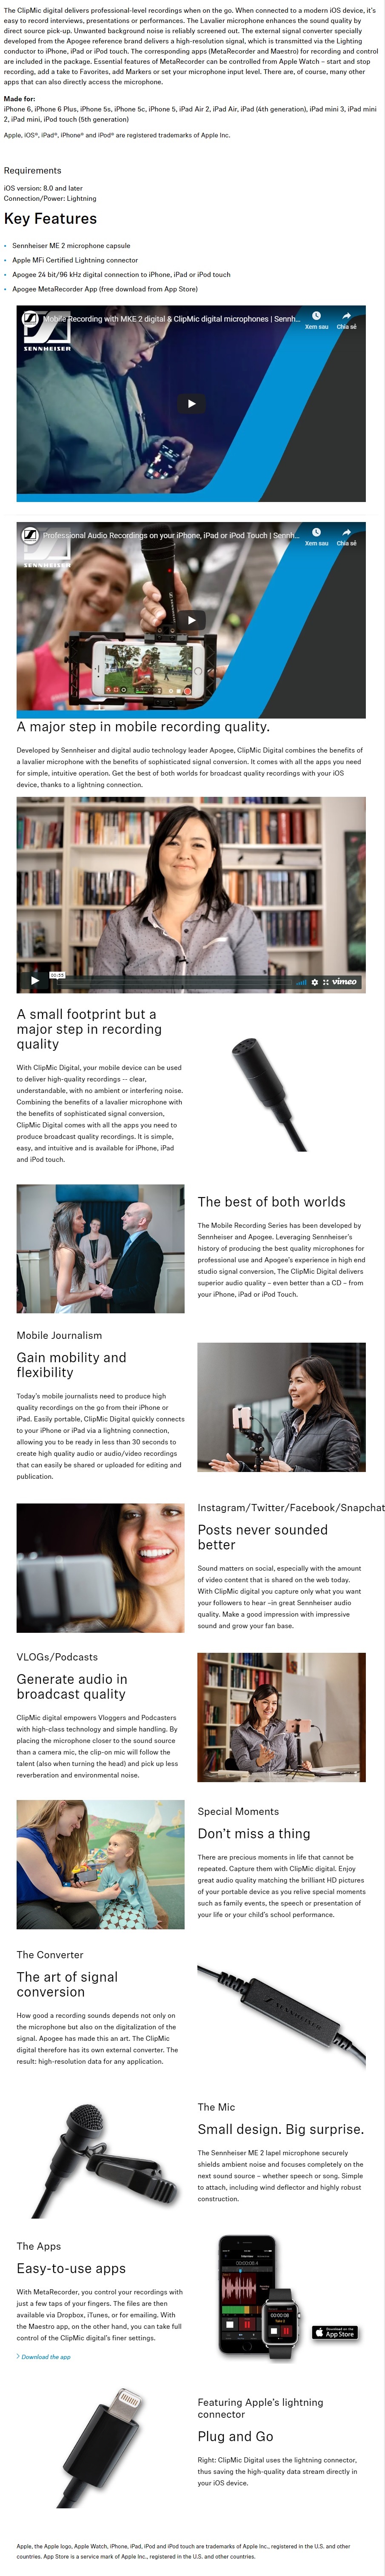 The ClipMic digital delivers professional-level recordings when on the go. When connected to a modern iOS device, it's
easy to record interviews, presentations or performances. The Lavalier microphone enhances the sound quality by
direct source pick-up. Unwanted background noise is reliably screened out. The external signal converter specially
developed from the Apogee reference brand delivers a high-resolution signal, which is transmitted via the Lighting
conductor to iPhone, iPad or iPod touch. The corresponding apps (MetaRecorder and Maestro) for recording and control
are included in the package. Essential features of MetaRecorder can be controlled from Apple Watch – start and stop
recording, add a take to Favorites, add Markers or set your microphone input level. There are, of course, many other
apps that can also directly access the microphone.
Made for:
iPhone 6, iPhone 6 Plus, iPhone 5s, iPhone 5c, iPhone 5, iPad Air 2, iPad Air, iPad (4th generation), iPad mini 3, iPad mini
2, iPad mini, iPod touch (5th generation)
Apple, iOS®, iPad®, iPhone® and iPod® are registered trademarks of Apple Inc.
Requirements
iOS version: 8.0 and later
Connection/Power: Lightning
Key Features
• Sennheiser ME 2 microphone capsule
• Apple MFi Certified Lightning connector
• Apogee 24 bit/96 kHz digital connection to iPhone, iPad or iPod touch
• Apogee MetaRecorder App (free download from App Store)
Mobile Recording with MKE 2 digital & ClipMic digital microphones | Sennh...
Xem sau Chia sẻ
SENNHEISER
Professional Audio Recordings on your iPhone, iPad or iPod Touch | Sennh...
Xem sau Chia sẻ
SENNHEISER
A major step in mobile recording quality.
Developed by Sennheiser and digital audio technology leader Apogee, ClipMic Digital combines the benefits of
a lavalier microphone with the benefits of sophisticated signal conversion. It comes with all the apps you need
for simple, intuitive operation. Get the best of both worlds for broadcast quality recordings with your iOS
device, thanks to a lightning connection.
00:55
vimeo
A small footprint but a
major step in recording
quality
With ClipMic Digital, your mobile device can be used
to deliver high-quality recordings -- clear,
understandable, with no ambient or interfering noise.
Combining the benefits of a lavalier microphone with
the benefits of sophisticated signal conversion,
ClipMic Digital comes with all the apps you need to
produce broadcast quality recordings. It is simple,
easy, and intuitive and is available for iPhone, iPad
and iPod touch.
The best of both worlds
The Mobile Recording Series has been developed by
Sennheiser and Apogee. Leveraging Sennheiser's
history of producing the best quality microphones for
professional use and Apogee's experience in high end
studio signal conversion, The ClipMic Digital delivers
superior audio quality – even better than a CD – from
your iPhone, iPad or iPod Touch.
Mobile Journalism
Gain mobility and
flexibility
Today's mobile journalists need to produce high
quality recordings on the go from their iPhone or
iPad. Easily portable, ClipMic Digital quickly connects
to your iPhone or iPad via a lightning connection,
allowing you to be ready in less than 30 seconds to
create high quality audio or audio/video recordings
that can easily be shared or uploaded for editing and
publication.
Instagram/Twitter/Facebook/Snapchat
Posts never sounded
better
Sound matters on social, especially with the amount
of video content that is shared on the web today.
With ClipMic digital you capture only what you want
your followers to hear –in great Sennheiser audio
quality. Make a good impression with impressive
sound and grow your fan base.
VLOGs/Podcasts
Generate audio in
broadcast quality
ClipMic digital empowers Vloggers and Podcasters
with high-class technology and simple handling. By
placing the microphone closer to the sound source
than a camera mic, the clip-on mic will follow the
talent (also when turning the head) and pick up less
reverberation and environmental noise.
Special Moments
Don't miss a thing
There are precious moments in life that cannot be
repeated. Capture them with ClipMic digital. Enjoy
great audio quality matching the brilliant HD pictures
of your portable device as you relive special moments
such as family events, the speech or presentation of
your life or your child's school performance.
The Converter
The art of signal
conversion
How good a recording sounds depends not only on
the microphone but also on the digitalization of the
signal. Apogee has made this an art. The ClipMic
digital therefore has its own external converter. The
result: high-resolution data for any application.
SENNHEISER
The Mic
Small design. Big surprise.
The Sennheiser ME 2 lapel microphone securely
shields ambient noise and focuses completely on the
next sound source – whether speech or song. Simple
to attach, including wind deflector and highly robust
construction.
The Apps
Easy-to-use apps
With MetaRecorder, you control your recordings with
just a few taps of your fingers. The files are then
available via Dropbox, iTunes, or for emailing. With
the Maestro app, on the other hand, you can take full
control of the ClipMic digital's finer settings.
Download the app
Interview
00:00:08
Take 2
Download on the
App Store
Featuring Apple's lightning
connector
Plug and Go
Right: ClipMic Digital uses the lightning connector,
thus saving the high-quality data stream directly in
your iOS device.
Apple, the Apple logo, Apple Watch, iPhone, iPad, iPod and iPod touch are trademarks of Apple Inc., registered in the U.S. and other
countries. App Store is a service mark of Apple Inc., registered in the U.S. and other countries.